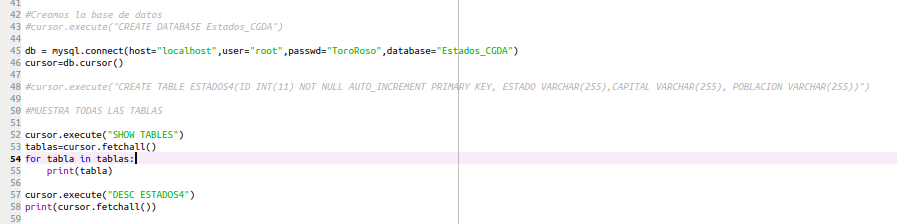 41
42 #Creamos la base de datos
43 #cursor.execute("CREATE DATABASE Estados_CGDA")
44
45 db = mysql.connect(host="localhost",user="root",passwd="ToroRoso",database="Estados_CGDA")
46 cursor=db.cursor()
47
48 #cursor.execute("CREATE TABLE ESTADOS4(ID INT(11) NOT NULL AUTO_INCREMENT PRIMARY KEY, ESTADO VARCHAR(255),CAPITAL VARCHAR(255), POBLACION VARCHAR(255))")
49
50 #MUESTRA TODAS LAS TABLAS
51
52 cursor.execute("SHOW TABLES")
53 tablas=cursor.fetchall()
54 for tabla in tablas:
55     print(tabla)
56
57 cursor.execute("DESC ESTADOS4")
58 print(cursor.fetchall())
59